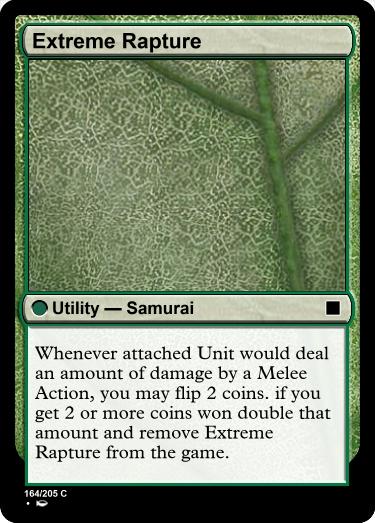 Extreme Rapture
Utility — Samurai
Whenever attached Unit would deal
an amount of damage by a Melee
Action, you may flip 2 coins. if you
get 2 or more coins won double that
amount and remove Extreme
Rapture from the game.
164/205 C